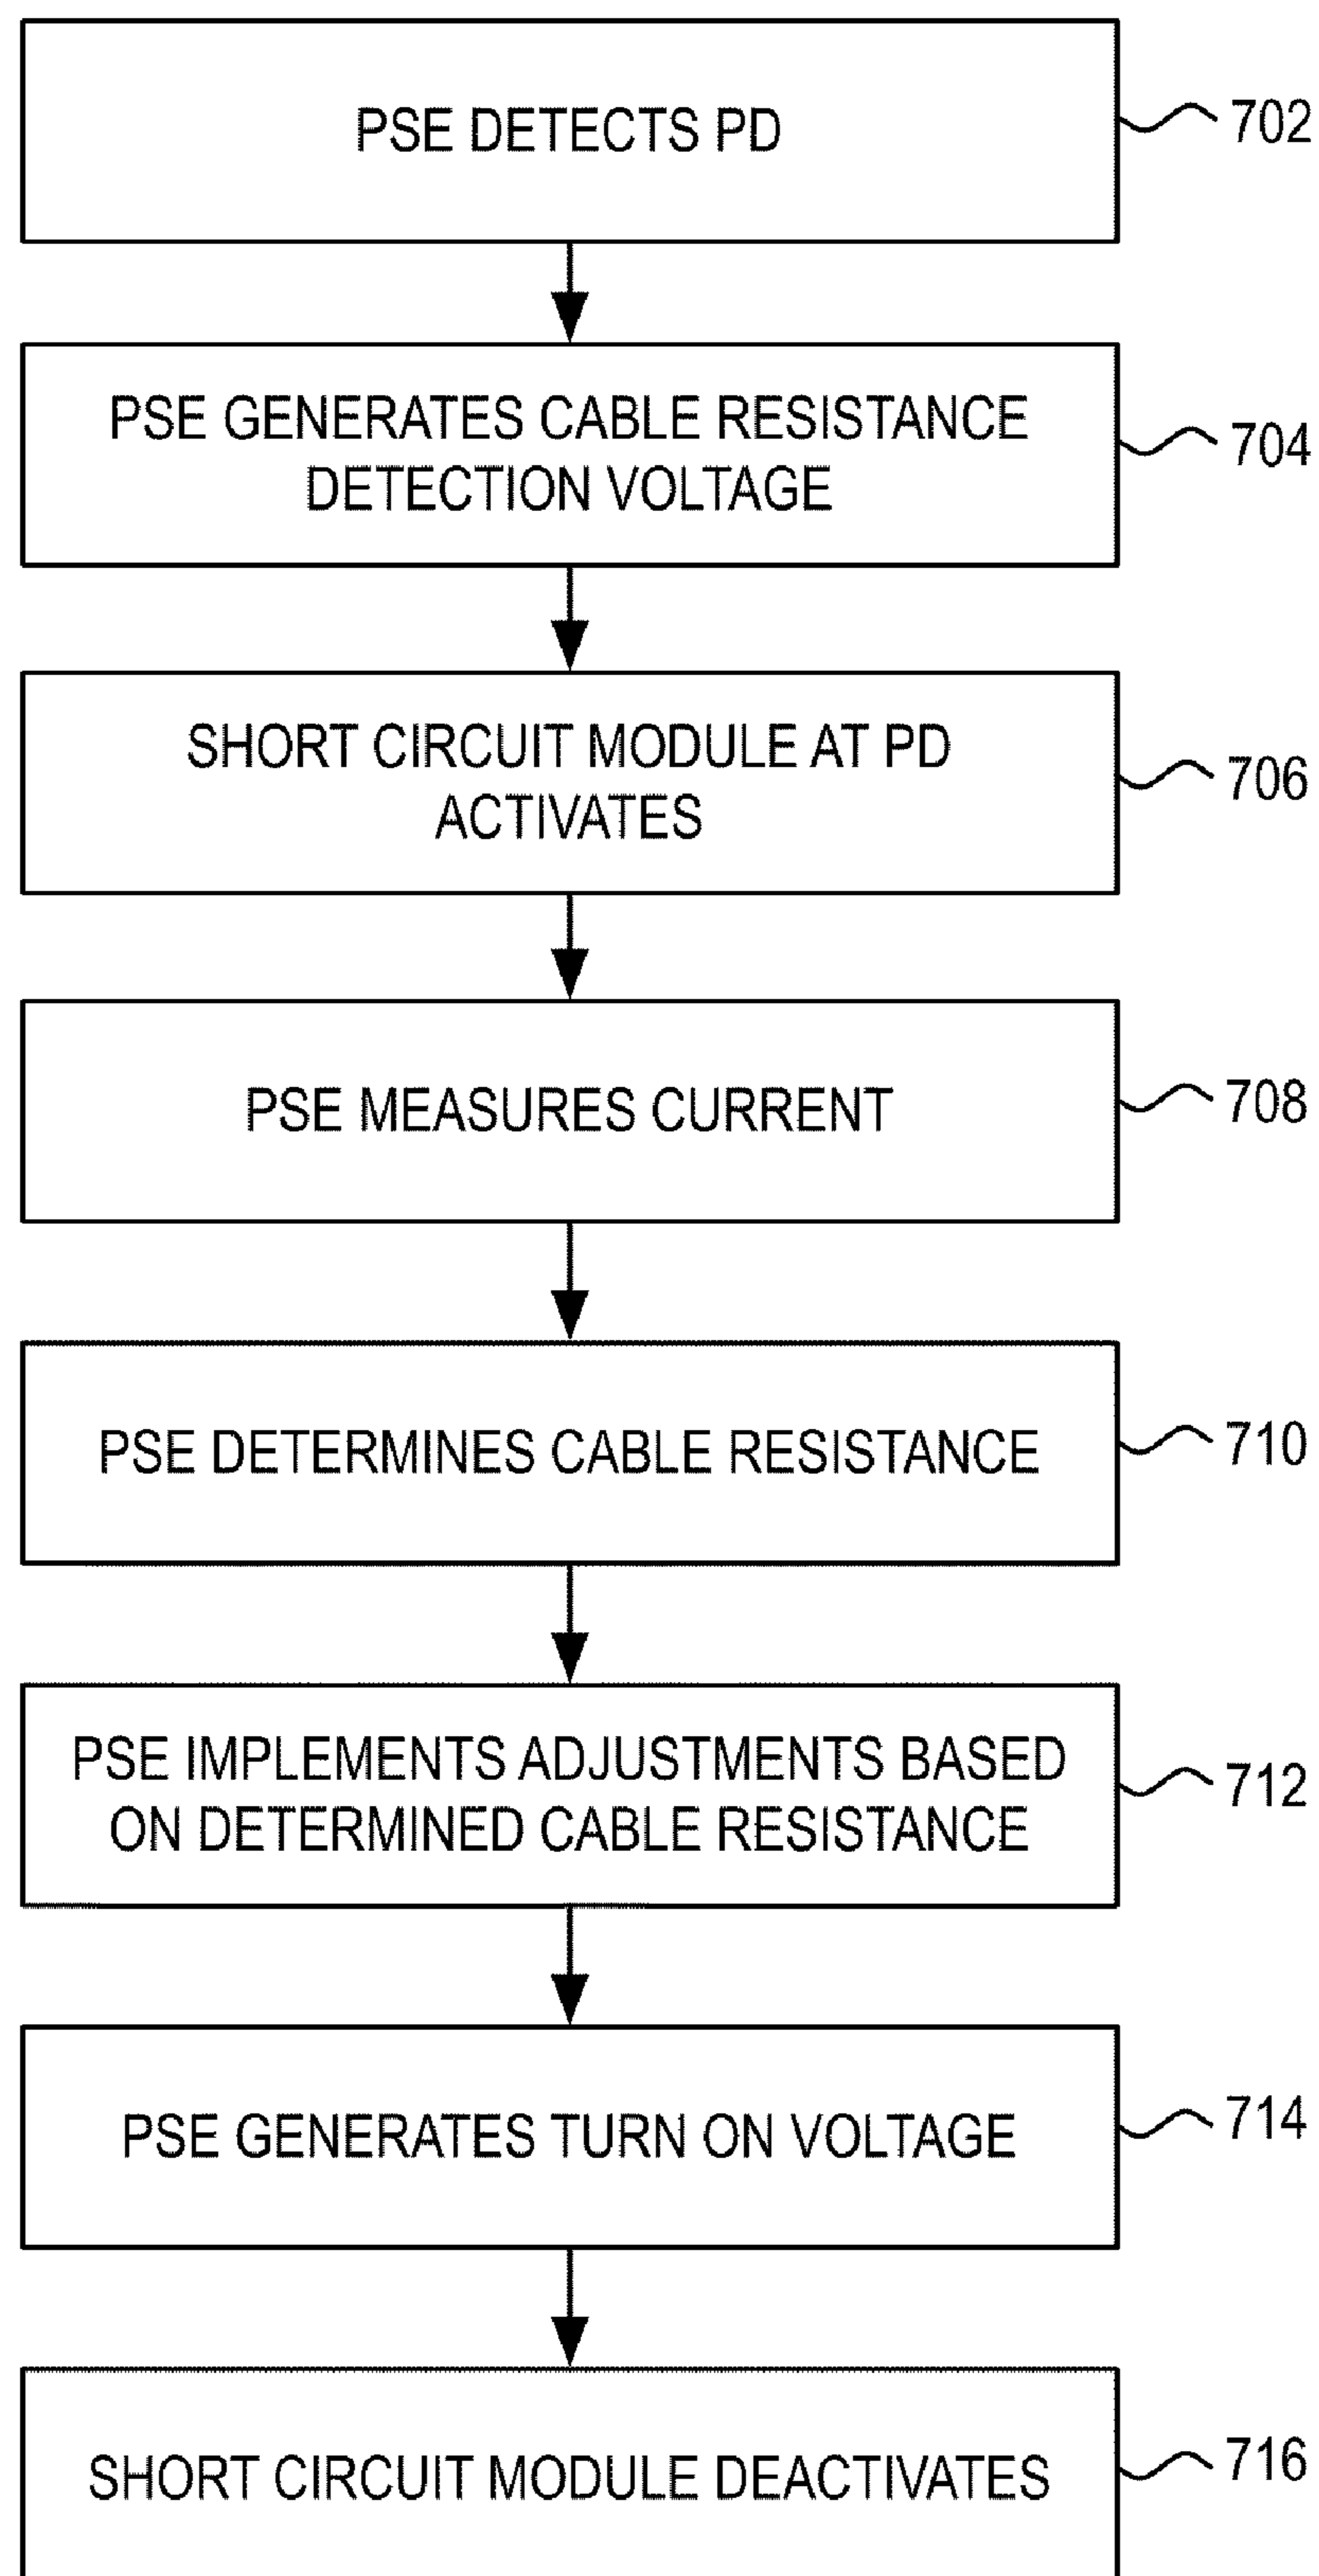 PSE DETECTS PD
702
PSE GENERATES CABLE RESISTANCE
DETECTION VOLTAGE
704
SHORT CIRCUIT MODULE AT PD
ACTIVATES
706
PSE MEASURES CURRENT
708
PSE DETERMINES CABLE RESISTANCE
710
PSE IMPLEMENTS ADJUSTMENTS BASED
ON DETERMINED CABLE RESISTANCE
712
PSE GENERATES TURN ON VOLTAGE
714
SHORT CIRCUIT MODULE DEACTIVATES
716